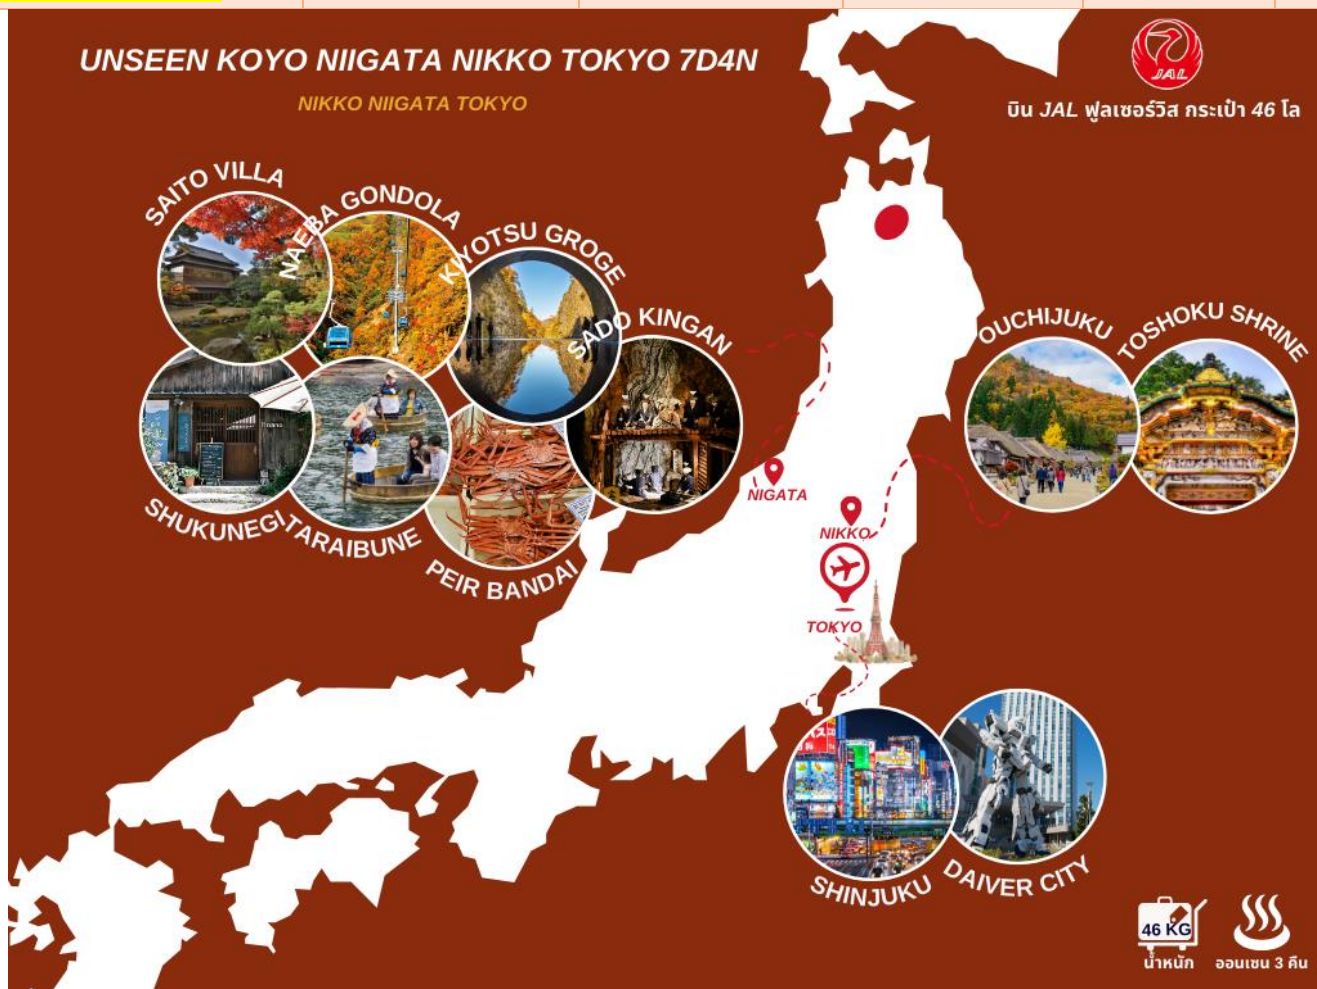 UNSEEN KOYO NIIGATA NIKKO TOKYO 7D4N
NIKKO NIIGATA TOKYO
JAL
บิน JAL ฟูลเซอร์วิส กระเป๋า 46 โล
SAITO VILLA
NAEBA GONDOLA
KIYOTSU GROGE
SADO KINGAN
OUCHIJUKU
TOSHOKU SHRINE
SHUKUNEGI
TARAIBUNE
PEIR BANDAI
NIGATA
NIKKO
TOKYO
SHINJUKU
DAIVER CITY
46 KG
น้ำหนัก
ออนเซน 3 คืน